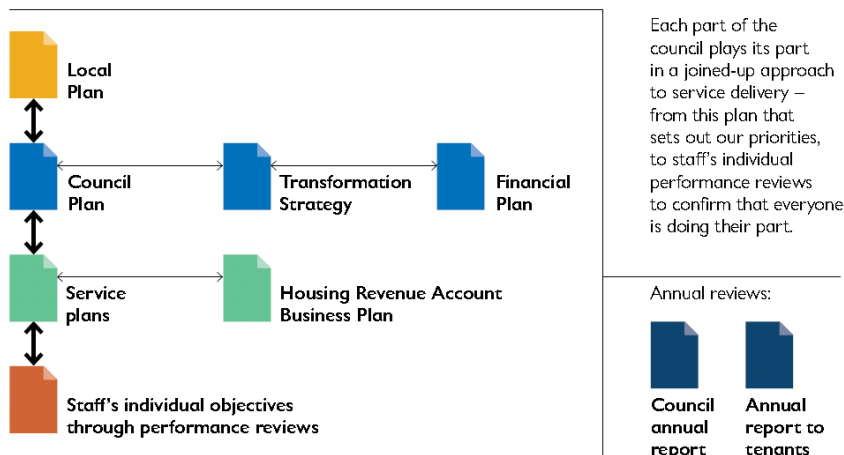 Local
Plan
Council
Plan
Transformation
Strategy
Financial
Plan
Service
plans
Housing Revenue Account
Business Plan
Staff’s individual objectives
through performance reviews
Each part of the
council plays its part
in a joined-up approach
to service delivery –
from this plan that
sets out our priorities,
to staff’s individual
performance reviews
to confirm that everyone
is doing their part.
Annual reviews:
Council
annual
report
Annual
report to
tenants